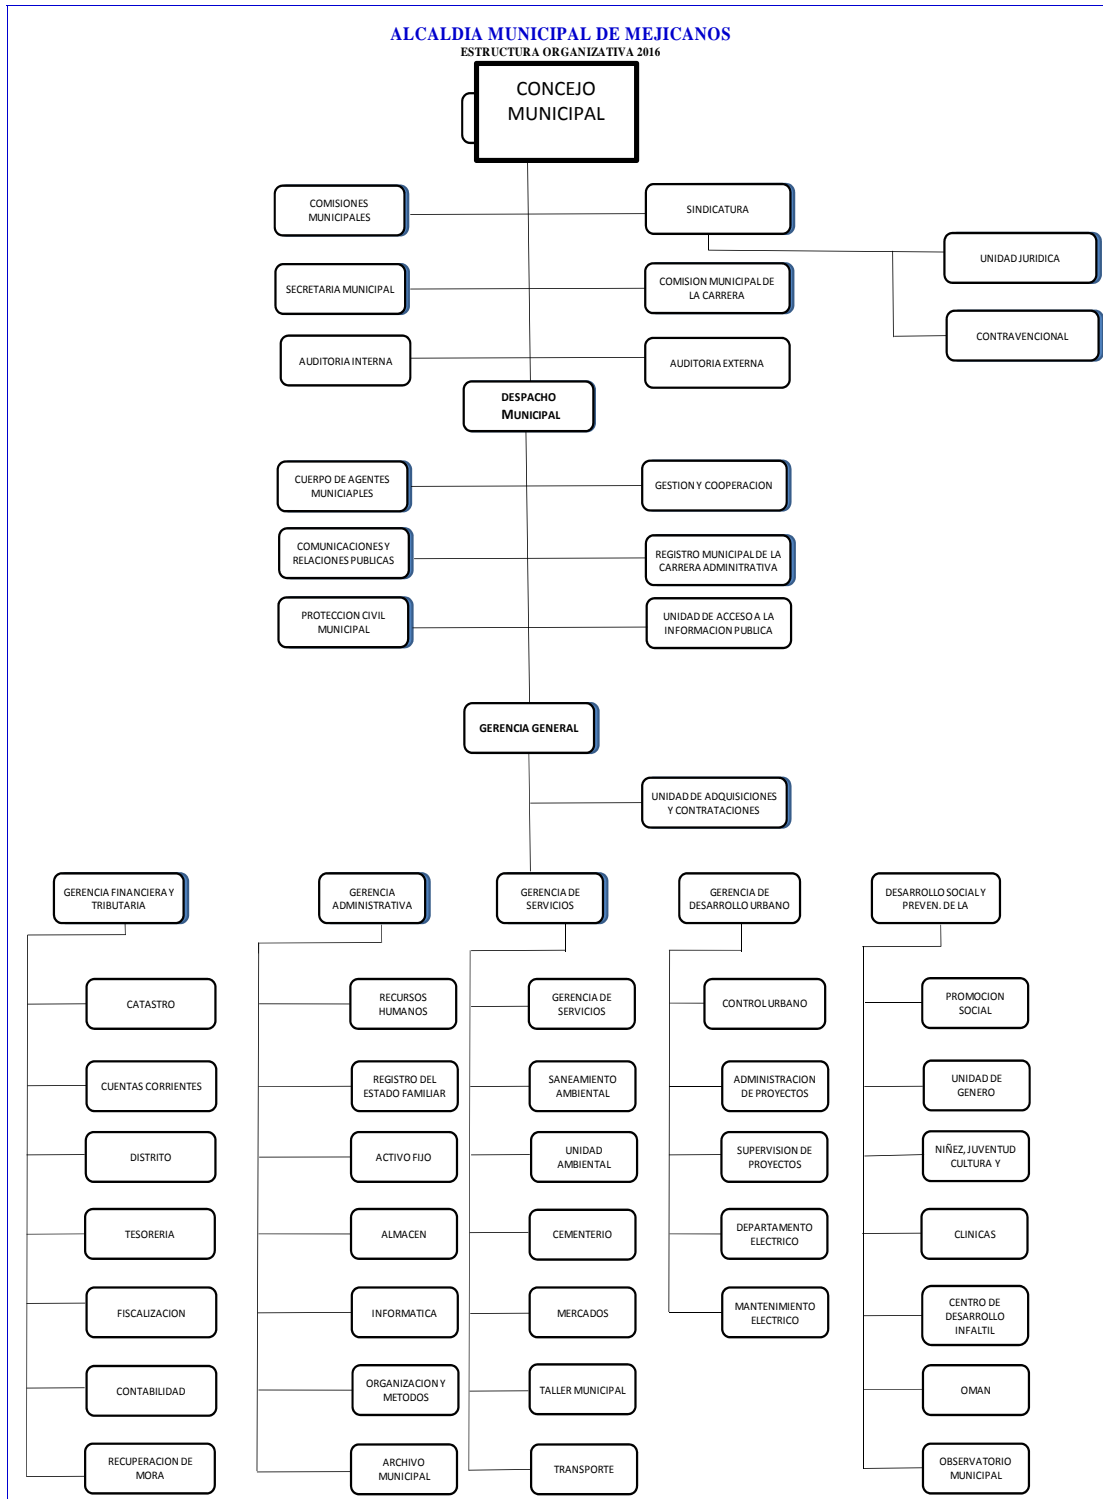 ALCALDIA MUNICIPAL DE MEJICANOS
ESTRUCTURA ORGANIZATIVA 2016
CONCEJO
MUNICIPAL
COMISIONES
MUNICIPALES
SINDICATURA
UNIDAD JURIDICA
SECRETARIA MUNICIPAL
COMISION MUNICIPAL DE
LA CARRERA
CONTRAVENCIONAL
AUDITORIA INTERNA
AUDITORIA EXTERNA
DESPACHO
MUNICIPAL
CUERPO DE AGENTES
MUNICIAPLES
GESTION Y COOPERACION
COMUNICACIONES Y
RELACIONES PUBLICAS
REGISTRO MUNICIPAL DE LA
CARRERA ADMINITRATIVA
PROTECCION CIVIL
MUNICIPAL
UNIDAD DE ACCESO A LA
INFORMACION PUBLICA
GERENCIA GENERAL
UNIDAD DE ADQUISICIONES
Y CONTRATACIONES
GERENCIA FINANCIERA Y
TRIBUTARIA
GERENCIA
ADMINISTRATIVA
GERENCIA DE
SERVICIOS
GERENCIA DE
DESARROLLO URBANO
DESARROLLO SOCIAL Y
PREVEN. DE LA
CATASTRO
RECURSOS
HUMANOS
GERENCIA DE
SERVICIOS
CONTROL URBANO
PROMOCION
SOCIAL
CUENTAS CORRIENTES
REGISTRO DEL
ESTADO FAMILIAR
SANEAMIENTO
AMBIENTAL
ADMINISTRACION
DE PROYECTOS
UNIDAD DE
GENERO
DISTRITO
ACTIVO FIJO
UNIDAD
AMBIENTAL
SUPERVISION DE
PROYECTOS
NIÑEZ, JUVENTUD
CULTURA Y
TESORERIA
ALMACEN
CEMENTERIO
DEPARTAMENTO
ELECTRICO
CLINICAS
FISCALIZACION
INFORMATICA
MERCADOS
MANTENIMIENTO
ELECTRICO
CENTRO DE
DESARROLLO
INFALTIL
CONTABILIDAD
ORGANIZACION Y
METODOS
TALLER MUNICIPAL
OMAN
RECUPERACION DE
MORA
ARCHIVO
MUNICIPAL
TRANSPORTE
OBSERVATORIO
MUNICIPAL